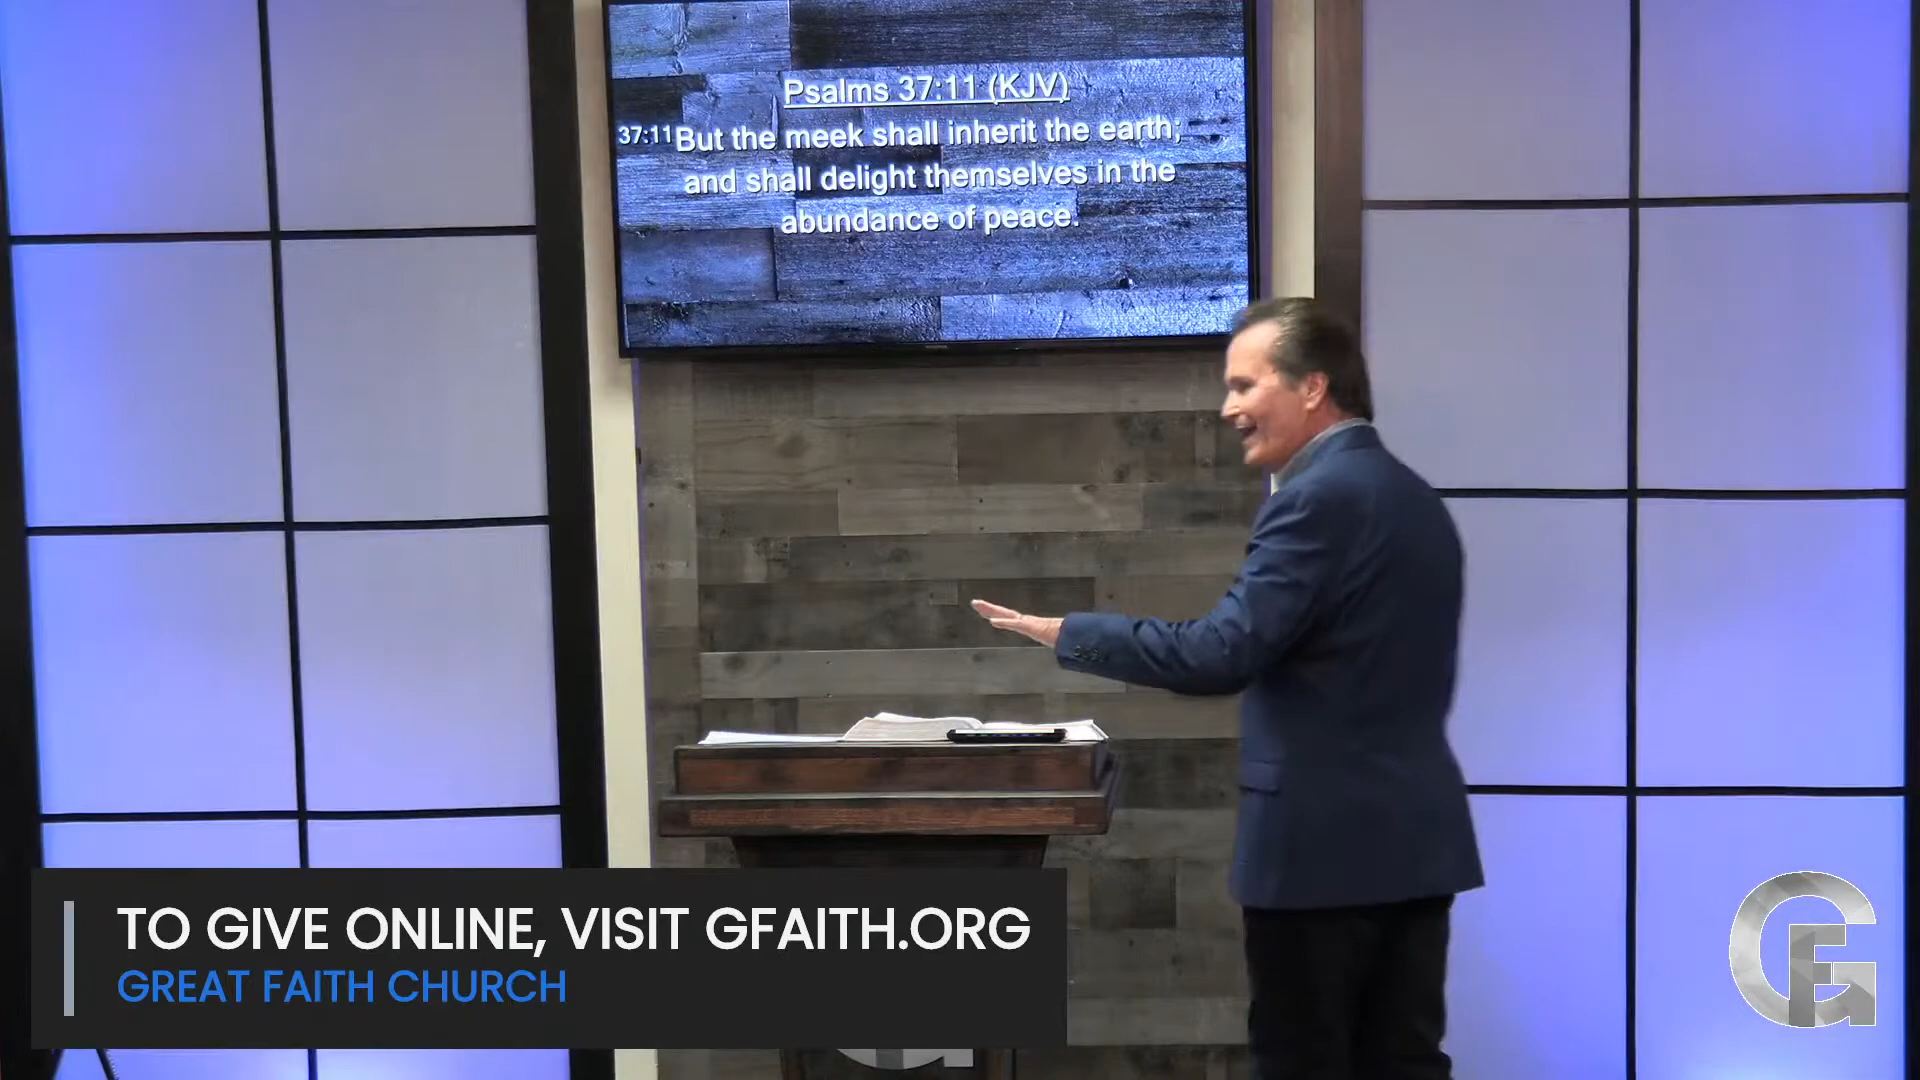 Psalms 37:11 (KJV)
37:11 But the meek shall inherit the earth;
and shall delight themselves in the
abundance of peace.
TO GIVE ONLINE, VISIT GFAITH.ORG
GREAT FAITH CHURCH
GF